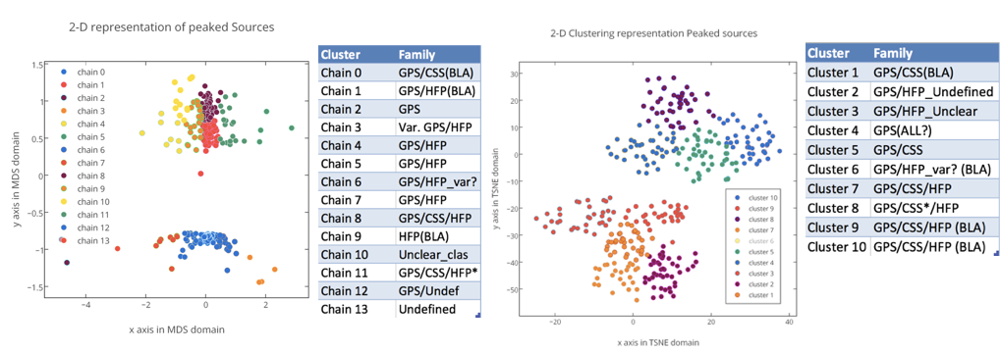 2-D representation of peaked Sources
1.5
1
0.5
0
−0.5
−1
−1.5
−4
−2
0
2
y axis in MDS domain
x axis in MDS domain
chain 0
chain 1
chain 2
chain 3
chain 4
chain 5
chain 6
chain 7
chain 8
chain 9
chain 10
chain 11
chain 12
chain 13
Cluster Family
Chain 0 GPS/CSS(BLA)
Chain 1 GPS/HFP(BLA)
Chain 2 GPS
Chain 3 Var. GPS/HFP
Chain 4 GPS/HFP
Chain 5 GPS/HFP
Chain 6 GPS/HFP_var?
Chain 7 GPS/HFP
Chain 8 GPS/CSS/HFP
Chain 9 HFP(BLA)
Chain 10 Unclear_clas
Chain 11 GPS/CSS/HFP*
Chain 12 GPS/Undef
Chain 13 Undefined
2-D Clustering representation Peaked sources
30
20
10
0
−10
−20
−30
−40
−50
−20
0
20
40
y axis in TSNE domain
x axis in TSNE domain
cluster 10
cluster 9
cluster 8
cluster 7
cluster 6
cluster 5
cluster 4
cluster 3
cluster 2
cluster 1
Cluster Family
Cluster 1 GPS/CSS(BLA)
Cluster 2 GPS/HFP_Undefined
Cluster 3 GPS/HFP_Unclear
Cluster 4 GPS(ALL?)
Cluster 5 GPS/CSS
Cluster 6 GPS/HFP_var? (BLA)
Cluster 7 GPS/CSS/HFP
Cluster 8 GPS/CSS*/HFP
Cluster 9 GPS/CSS/HFP (BLA)
Cluster 10 GPS/CSS/HFP (BLA)